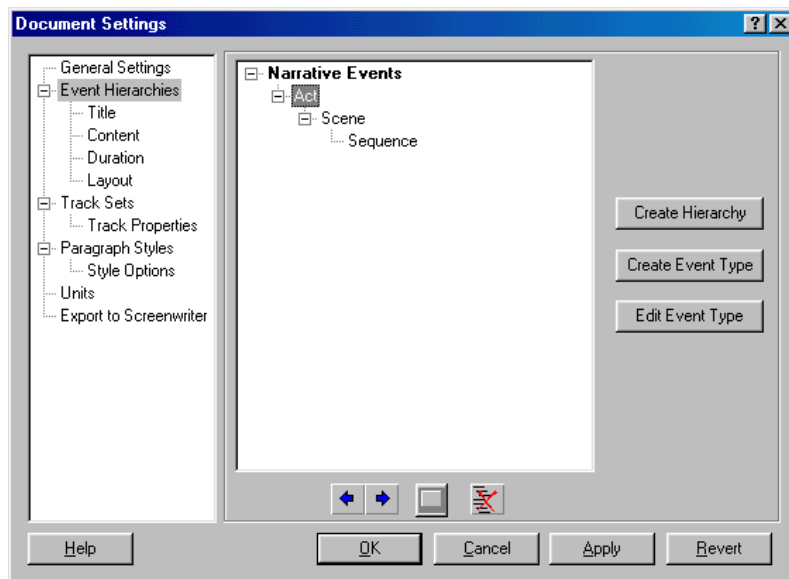 Document Settings
General Settings
Event Hierarchies
Title
Content
Duration
Layout
Track Sets
Track Properties
Paragraph Styles
Style Options
Units
Export to Screenwriter
Narrative Events
Act
Scene
Sequence
Create Hierarchy
Create Event Type
Edit Event Type
Help
OK
Cancel
Apply
Revert